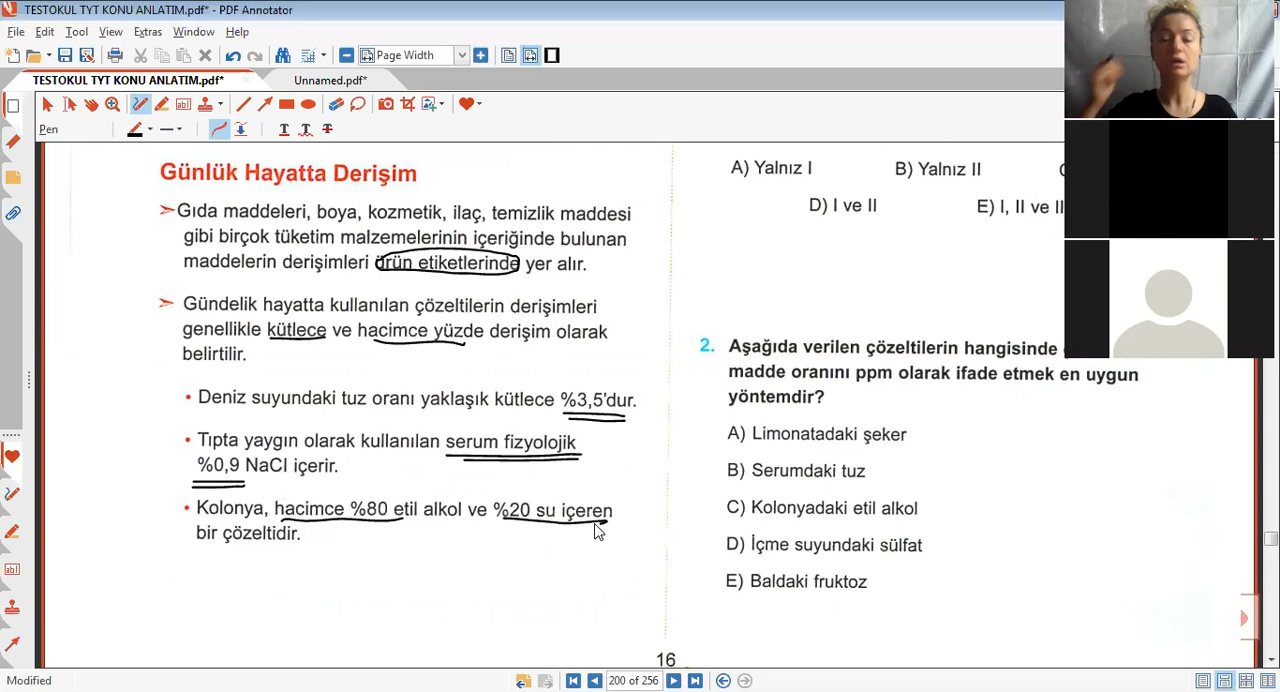 TESTOKUL TYT KONU ANLATIM.pdf* - PDF Annotator
File Edit Tool View Extras Window Help
Page Width
TESTOKUL TYT KONU ANLATIM.pdf* Unnamed.pdf*
Pen
Günlük Hayatta Derişim
Gıda maddeleri, boya, kozmetik, ilaç, temizlik maddesi
gibi birçok tüketim malzemelerinin içeriğinde bulunan
maddelerin derişimleri ürün etiketlerinde yer alır.
Gündelik hayatta kullanılan çözeltilerin derişimleri
genellikle kütlece ve hacimce yüzde derişim olarak
belirtilir.
• Deniz suyundaki tuz oranı yaklaşık kütlece %3,5'dur.
• Tıpta yaygın olarak kullanılan serum fizyolojik
%0,9 NaCl içerir.
• Kolonya, hacimce %80 etil alkol ve %20 su içeren
bir çözeltidir.
A) Yalnız I B) Yalnız II
D) I ve II E) I, II ve II
2. Aşağıda verilen çözeltilerin hangisinde
madde oranını ppm olarak ifade etmek en uygun
yöntemdir?
A) Limonatadaki şeker
B) Serumdaki tuz
C) Kolonyadaki etil alkol
D) İçme suyundaki sülfat
E) Baldaki fruktoz
16
Modified 200 of 256